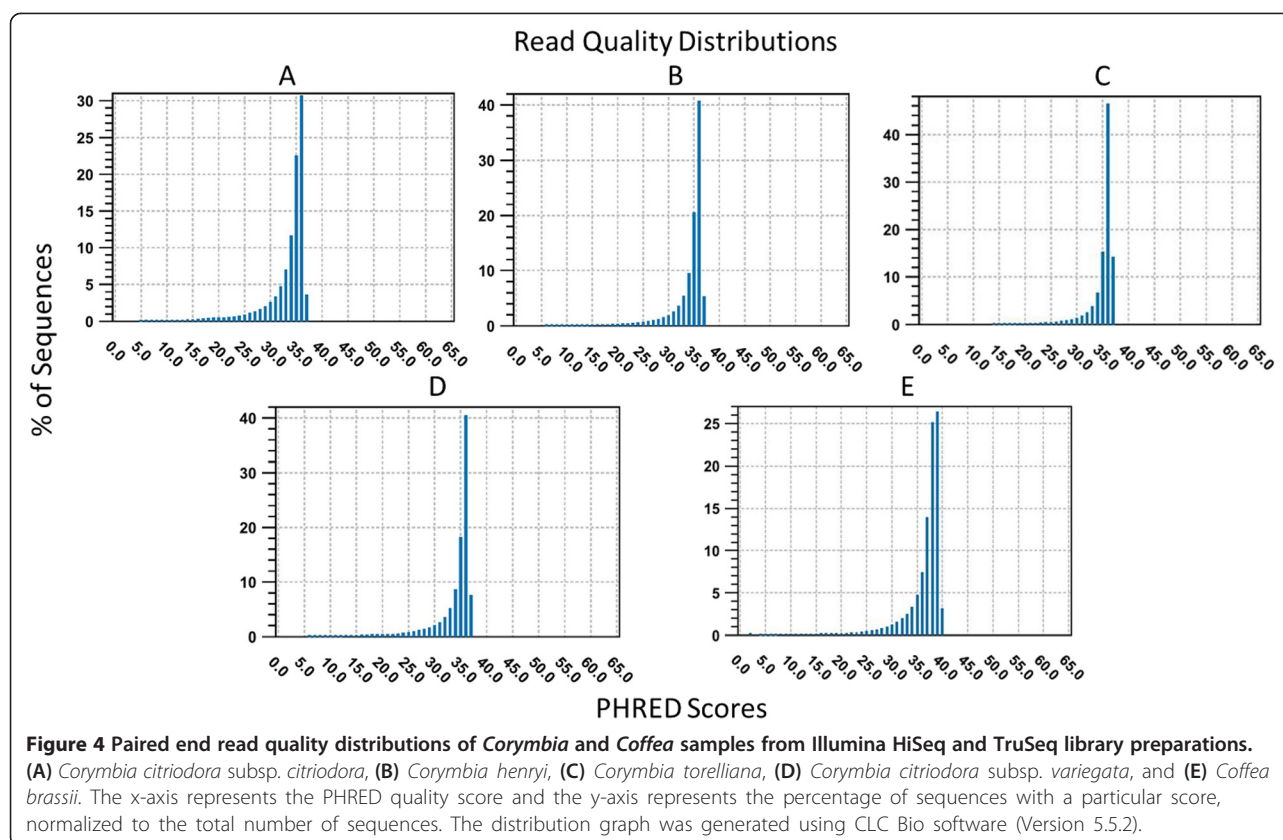 Read Quality Distributions
A
B
C
30
25
20
15
10
5
0
40
30
20
10
0
40
30
20
10
0
0.0 5.0 10.0 15.0 20.0 25.0 30.0 35.0 40.0 45.0 50.0 55.0 60.0 65.0
0.0 5.0 10.0 15.0 20.0 25.0 30.0 35.0 40.0 45.0 50.0 55.0 60.0 65.0
0.0 5.0 10.0 15.0 20.0 25.0 30.0 35.0 40.0 45.0 50.0 55.0 60.0 65.0
% of Sequences
D
E
40
30
20
10
0
25
20
15
10
5
0
0.0 5.0 10.0 15.0 20.0 25.0 30.0 35.0 40.0 45.0 50.0 55.0 60.0 65.0
0.0 5.0 10.0 15.0 20.0 25.0 30.0 35.0 40.0 45.0 50.0 55.0 60.0 65.0
PHRED Scores
Figure 4 Paired end read quality distributions of Corymbia and Coffea samples from Illumina HiSeq and TruSeq library preparations.
(A) Corymbia citriodora subsp. citriodora, (B) Corymbia henryi, (C) Corymbia torelliana, (D) Corymbia citriodora subsp. variegata, and (E) Coffea
brassii. The x-axis represents the PHRED quality score and the y-axis represents the percentage of sequences with a particular score,
normalized to the total number of sequences. The distribution graph was generated using CLC Bio software (Version 5.5.2).